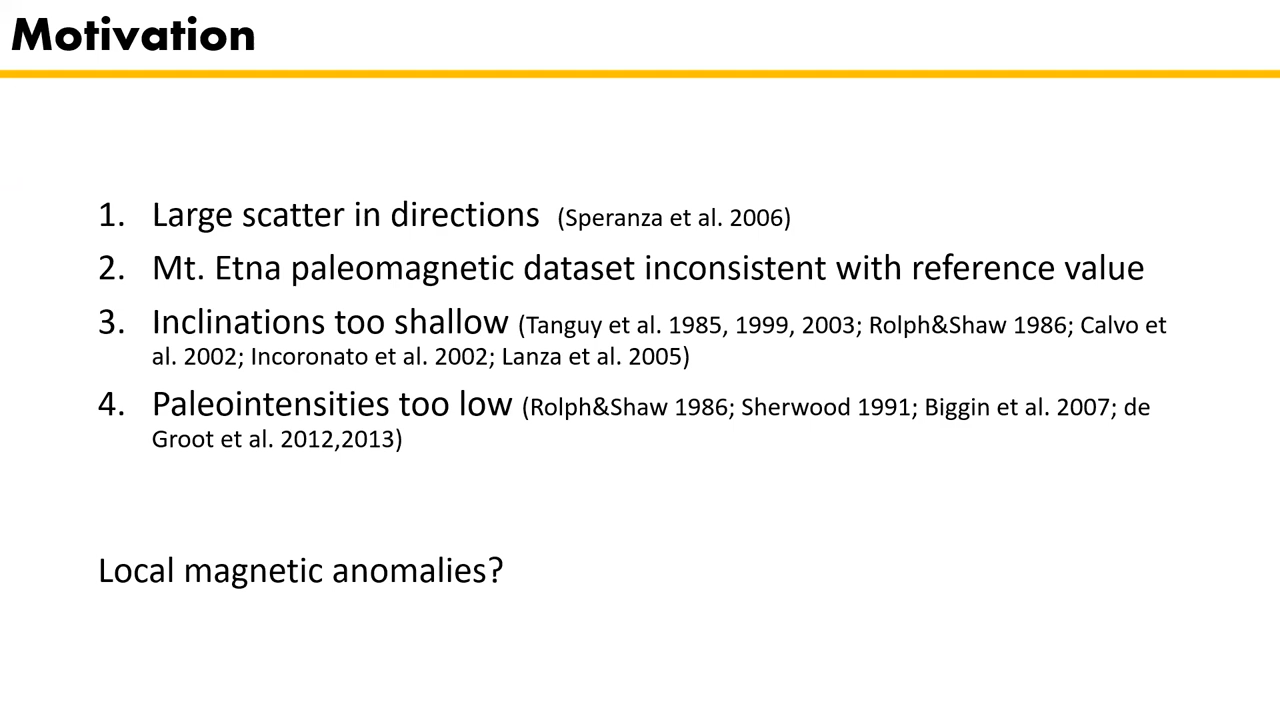 Motivation
1. Large scatter in directions (Speranza et al. 2006)
2. Mt. Etna paleomagnetic dataset inconsistent with reference value
3. Inclinations too shallow (Tanguy et al. 1985, 1999, 2003; Rolph&Shaw 1986; Calvo et
al. 2002; Incoronato et al. 2002; Lanza et al. 2005)
4. Paleointensities too low (Rolph&Shaw 1986; Sherwood 1991; Biggin et al. 2007; de
Groot et al. 2012,2013)
Local magnetic anomalies?